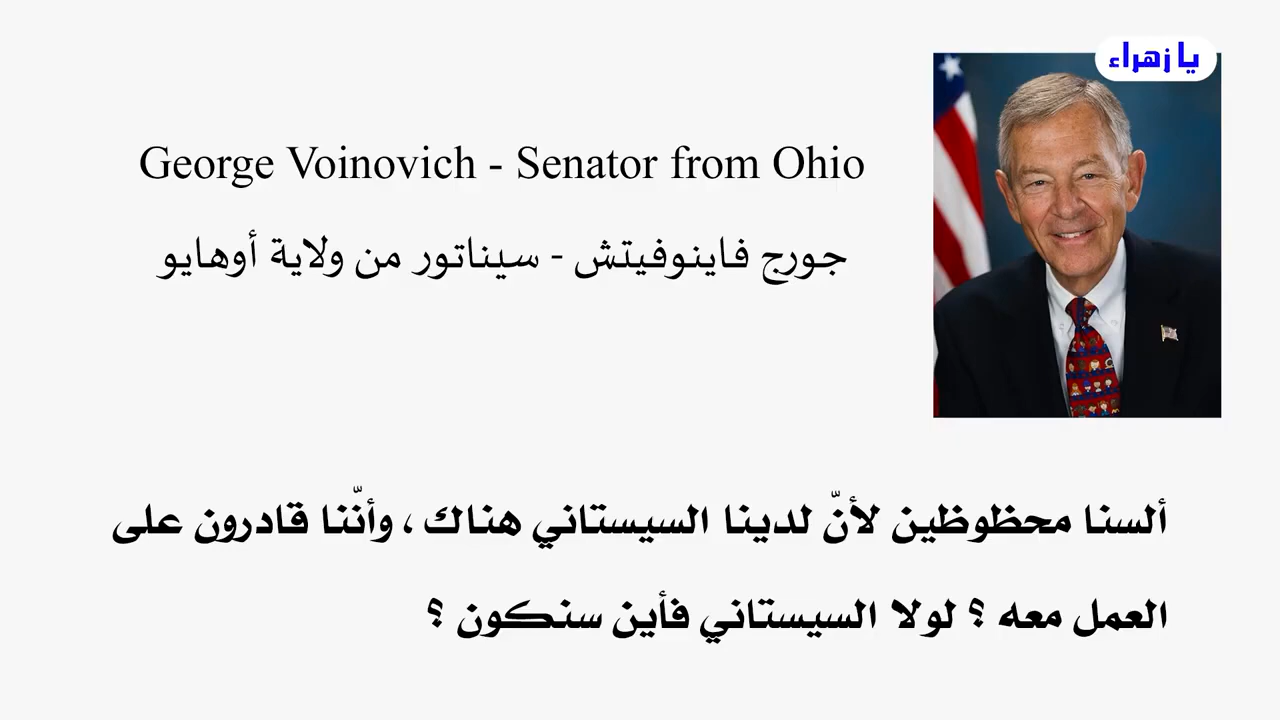 يا زهراء
George Voinovich - Senator from Ohio
جورج فاينوفيتش - سيناتور من ولاية أوهايو
ألسنا محظوظين لأنّ لدينا السيستاني هناك ، وأنّنا قادرون على
العمل معه ؟ لولا السيستاني فأين سنكون ؟